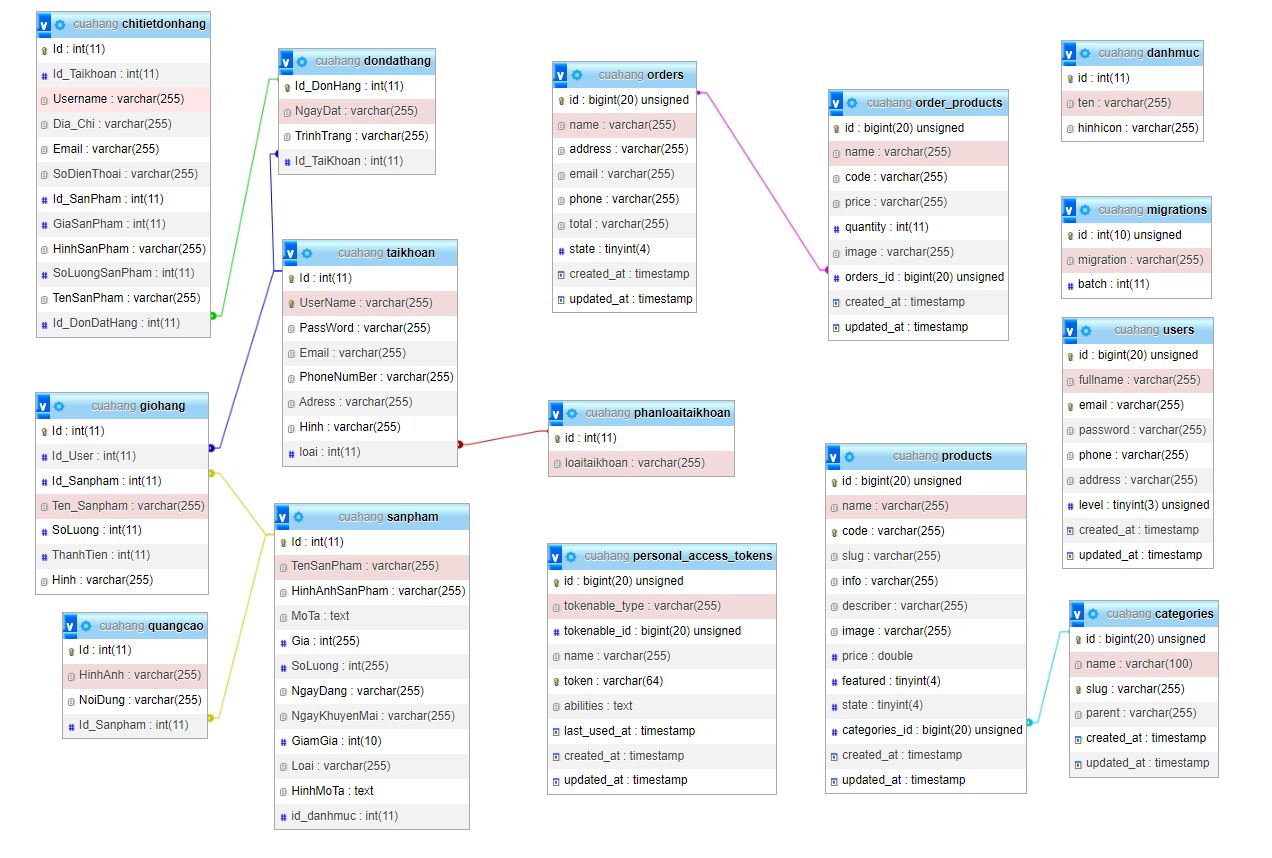 cuahang chitietdonhang
Id : int(11)
Id_Taikhoan : int(11)
Username : varchar(255)
Dia_Chi : varchar(255)
Email : varchar(255)
SoDienThoai : varchar(255)
Id_SanPham : int(11)
GiaSanPham : int(11)
HinhSanPham : varchar(255)
SoLuongSanPham : int(11)
TenSanPham : varchar(255)
Id_DonDatHang : int(11)
cuahang dondathang
Id_DonHang : int(11)
NgayDat : varchar(255)
TrinhTrang : varchar(255)
Id_TaiKhoan : int(11)
cuahang taikhoan
Id : int(11)
UserName : varchar(255)
PassWord : varchar(255)
Email : varchar(255)
PhoneNumBer : varchar(255)
Adress : varchar(255)
Hinh : varchar(255)
loai : int(11)
cuahang giohang
Id : int(11)
Id_User : int(11)
Id_Sanpham : int(11)
Ten_Sanpham : varchar(255)
SoLuong : int(11)
ThanhTien : int(11)
Hinh : varchar(255)
cuahang quangcao
Id : int(11)
HinhAnh : varchar(255)
NoiDung : varchar(255)
Id_Sanpham : int(11)
cuahang sanpham
Id : int(11)
TenSanPham : varchar(255)
HinhAnhSanPham : varchar(255)
MoTa : text
Gia : int(255)
SoLuong : int(255)
NgayDang : varchar(255)
NgayKhuyenMai : varchar(255)
GiamGia : int(10)
Loai : varchar(255)
HinhMoTa : text
id_danhmuc : int(11)
cuahang orders
id : bigint(20) unsigned
name : varchar(255)
address : varchar(255)
email : varchar(255)
phone : varchar(255)
total : varchar(255)
state : tinyint(4)
created_at : timestamp
updated_at : timestamp
cuahang order_products
id : bigint(20) unsigned
name : varchar(255)
code : varchar(255)
price : varchar(255)
quantity : int(11)
image : varchar(255)
orders_id : bigint(20) unsigned
created_at : timestamp
updated_at : timestamp
cuahang phanloaitaikhoan
id : int(11)
loaitaikhoan : varchar(255)
cuahang personal_access_tokens
id : bigint(20) unsigned
tokenable_type : varchar(255)
tokenable_id : bigint(20) unsigned
name : varchar(255)
token : varchar(64)
abilities : text
last_used_at : timestamp
created_at : timestamp
updated_at : timestamp
cuahang products
id : bigint(20) unsigned
name : varchar(255)
code : varchar(255)
slug : varchar(255)
info : varchar(255)
describer : varchar(255)
image : varchar(255)
price : double
featured : tinyint(4)
state : tinyint(4)
categories_id : bigint(20) unsigned
created_at : timestamp
updated_at : timestamp
cuahang danhmuc
id : int(11)
ten : varchar(255)
hinhicon : varchar(255)
cuahang migrations
id : int(10) unsigned
migration : varchar(255)
batch : int(11)
cuahang users
id : bigint(20) unsigned
fullname : varchar(255)
email : varchar(255)
password : varchar(255)
phone : varchar(255)
address : varchar(255)
level : tinyint(3) unsigned
created_at : timestamp
updated_at : timestamp
cuahang categories
id : bigint(20) unsigned
name : varchar(100)
slug : varchar(255)
parent : varchar(255)
created_at : timestamp
updated_at : timestamp